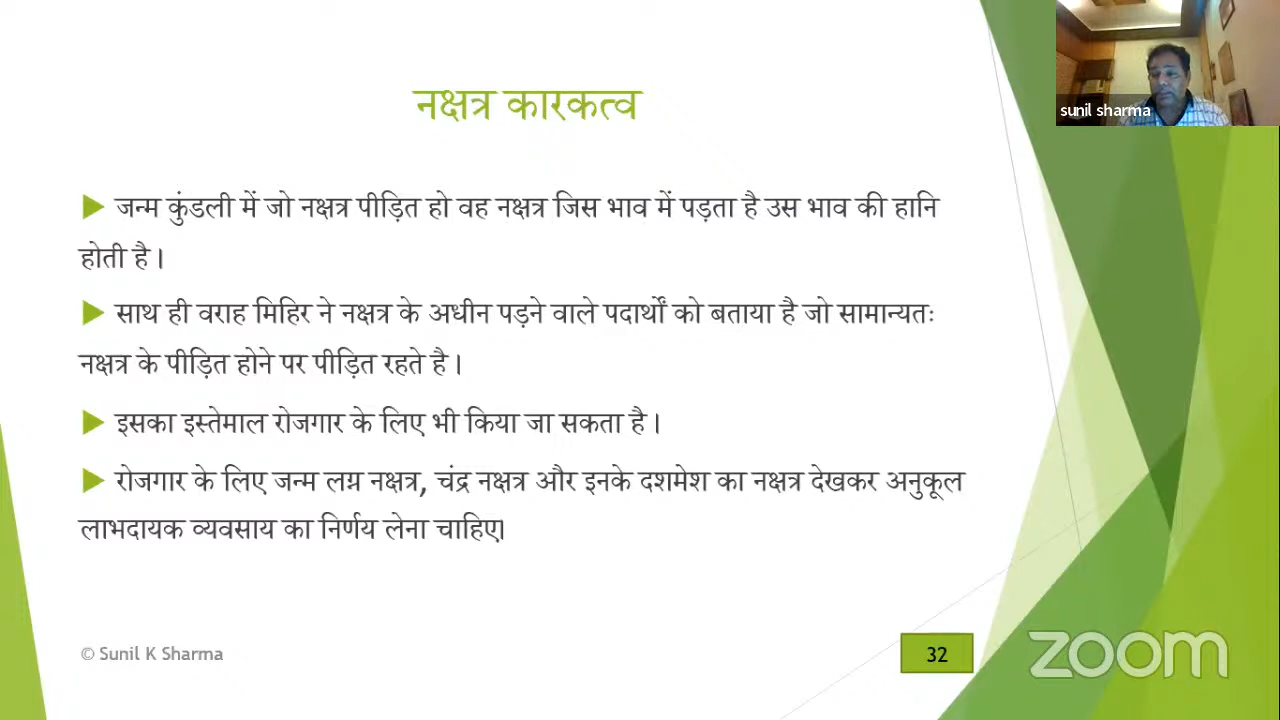 sunil sharma
नक्षत्र कारकत्व
जन्म कुंडली में जो नक्षत्र पीड़ित हो वह नक्षत्र जिस भाव में पड़ता है उस भाव की हानि
होती है ।
साथ ही वराह मिहिर ने नक्षत्र के अधीन पड़ने वाले पदार्थों को बताया है जो सामान्यतः
नक्षत्र के पीड़ित होने पर पीड़ित रहते है ।
इसका इस्तेमाल रोजगार के लिए भी किया जा सकता है ।
रोजगार के लिए जन्म लग्न नक्षत्र, चंद्र नक्षत्र और इनके दशमेश का नक्षत्र देखकर अनुकूल
लाभदायक व्यवसाय का निर्णय लेना चाहिए।
© Sunil K Sharma
32
zoom